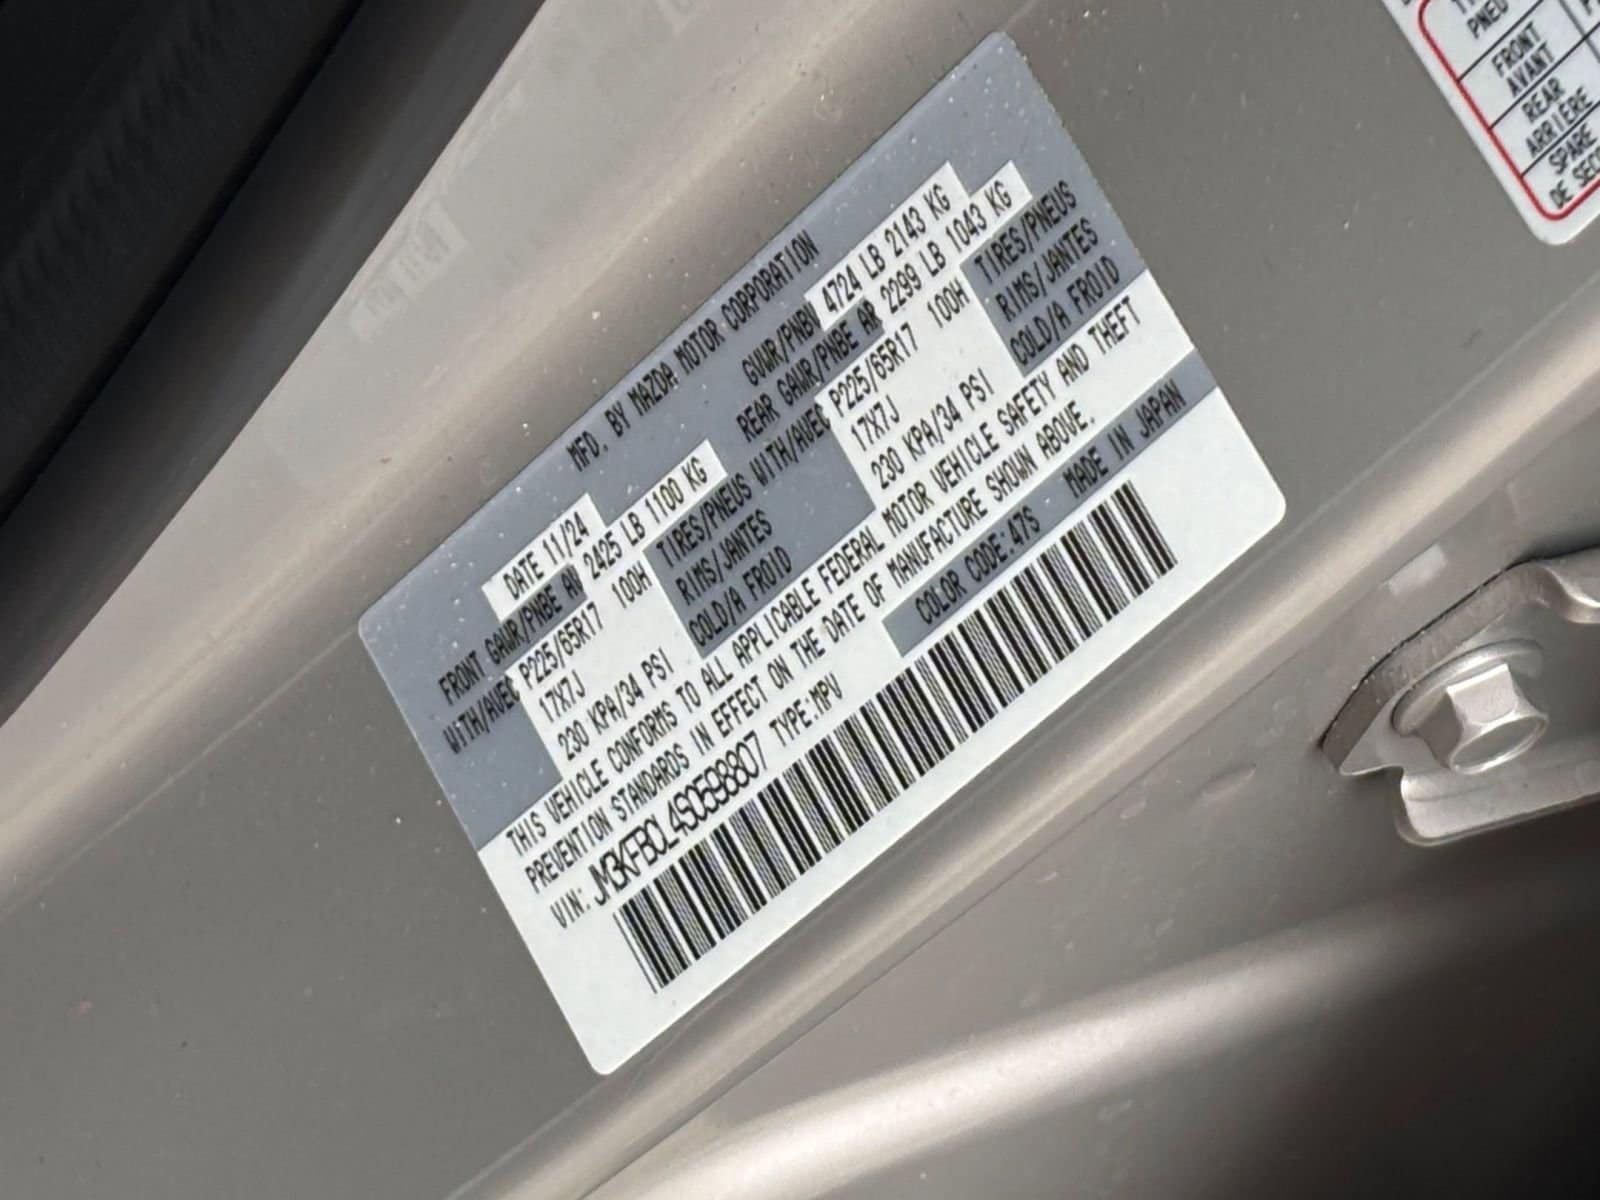 MFD. BY MAZDA MOTOR CORPORATION
DATE 11/24 GVWR/PNBV 4724 LB 2143 KG
FRONT GAWR/PNBE AV 2425 LB 1100 KG REAR GAWR/PNBE AR 2299 LB 1043 KG
WITH/AVEC P225/65R17 100H TIRES/PNEUS WITH/AVEC P225/65R17 100H TIRES/PNEUS
17X7J RIMS/JANTES 17X7J RIMS/JANTES
230 KPA/34 PSI COLD/A FROID 230 KPA/34 PSI COLD/A FROID
THIS VEHICLE CONFORMS TO ALL APPLICABLE FEDERAL MOTOR VEHICLE SAFETY AND THEFT
PREVENTION STANDARDS IN EFFECT ON THE DATE OF MANUFACTURE SHOWN ABOVE.
VIN: JM3KFBCL4S0598807 TYPE:MPV COLOR CODE:47S MADE IN JAPAN
PNEU
FRONT
AVANT
REAR
ARRIÈRE
SPARE